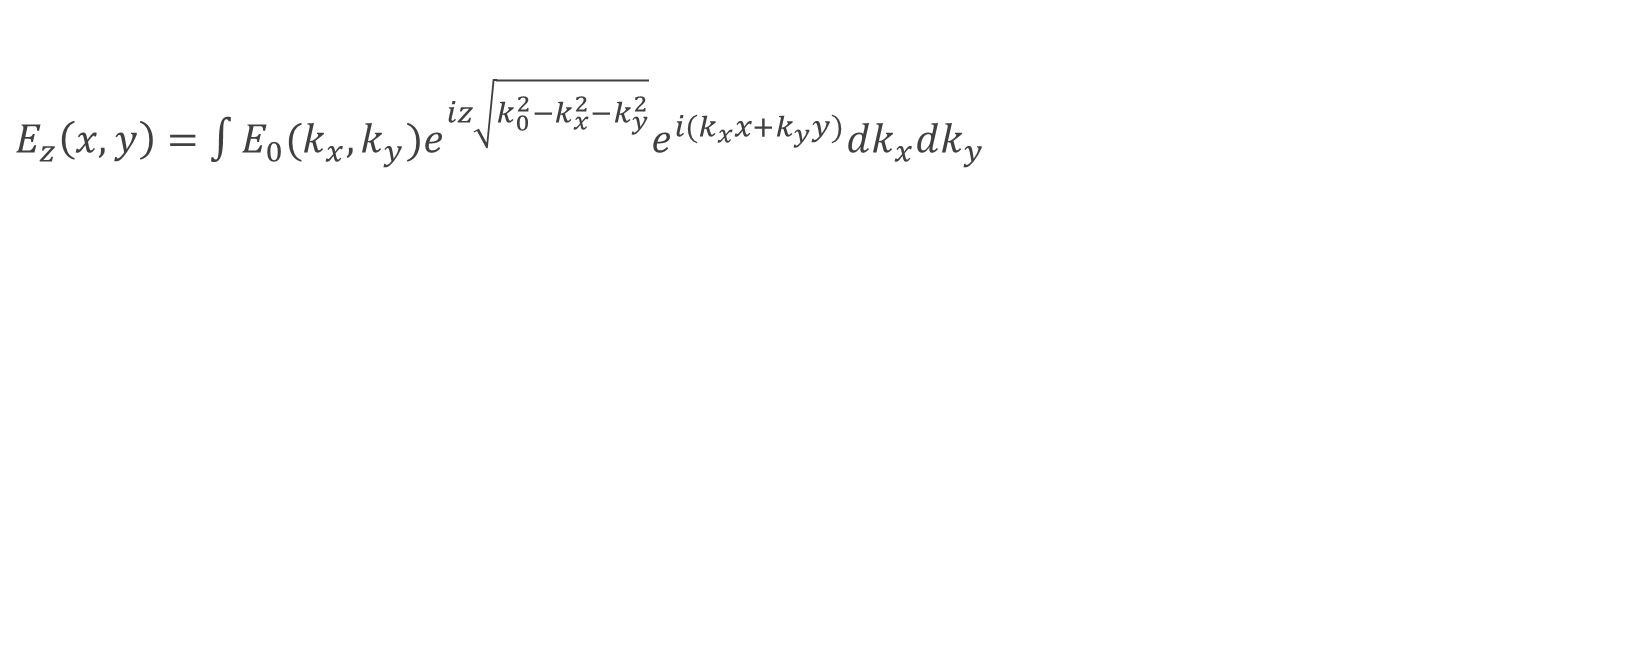 E_z(x, y) = ∫ E_0(k_x, k_y)e^{iz√(k_0^2−k_x^2−k_y^2)} e^{i(k_x x+k_y y)} dk_x dk_y